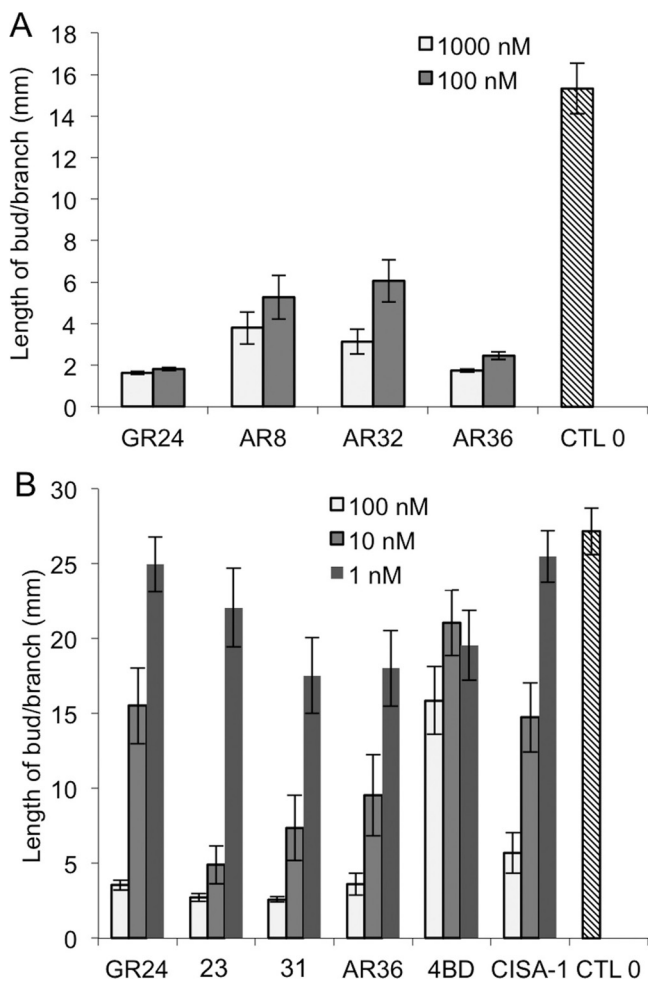 A
Length of bud/branch (mm)
18
16
14
12
10
8
6
4
2
0
1000 nM
100 nM
GR24 AR8 AR32 AR36 CTL 0
B
Length of bud/branch (mm)
30
25
20
15
10
5
0
100 nM
10 nM
1 nM
GR24 23 31 AR36 4BD CISA-1 CTL 0